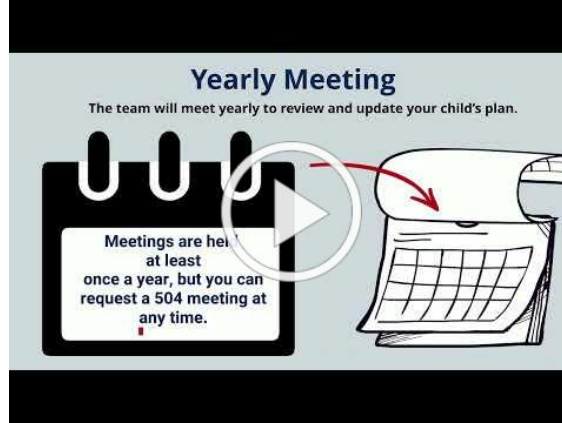 Yearly Meeting
The team will meet yearly to review and update your child's plan.
Meetings are
at least
once a year, but you can
request a 504 meeting at
any time.